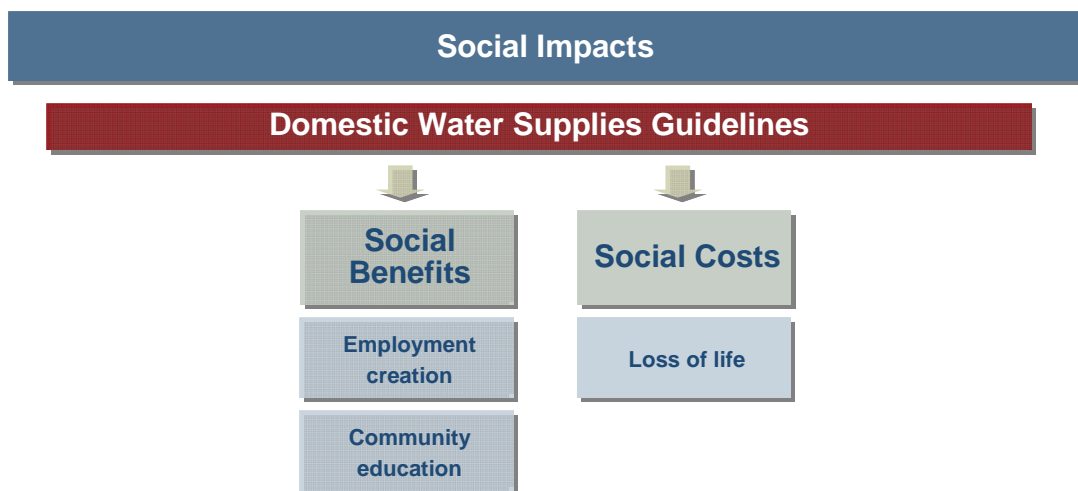 Social Impacts
Domestic Water Supplies Guidelines
Social
Benefits
Social Costs
Employment
creation
Loss of life
Community
education